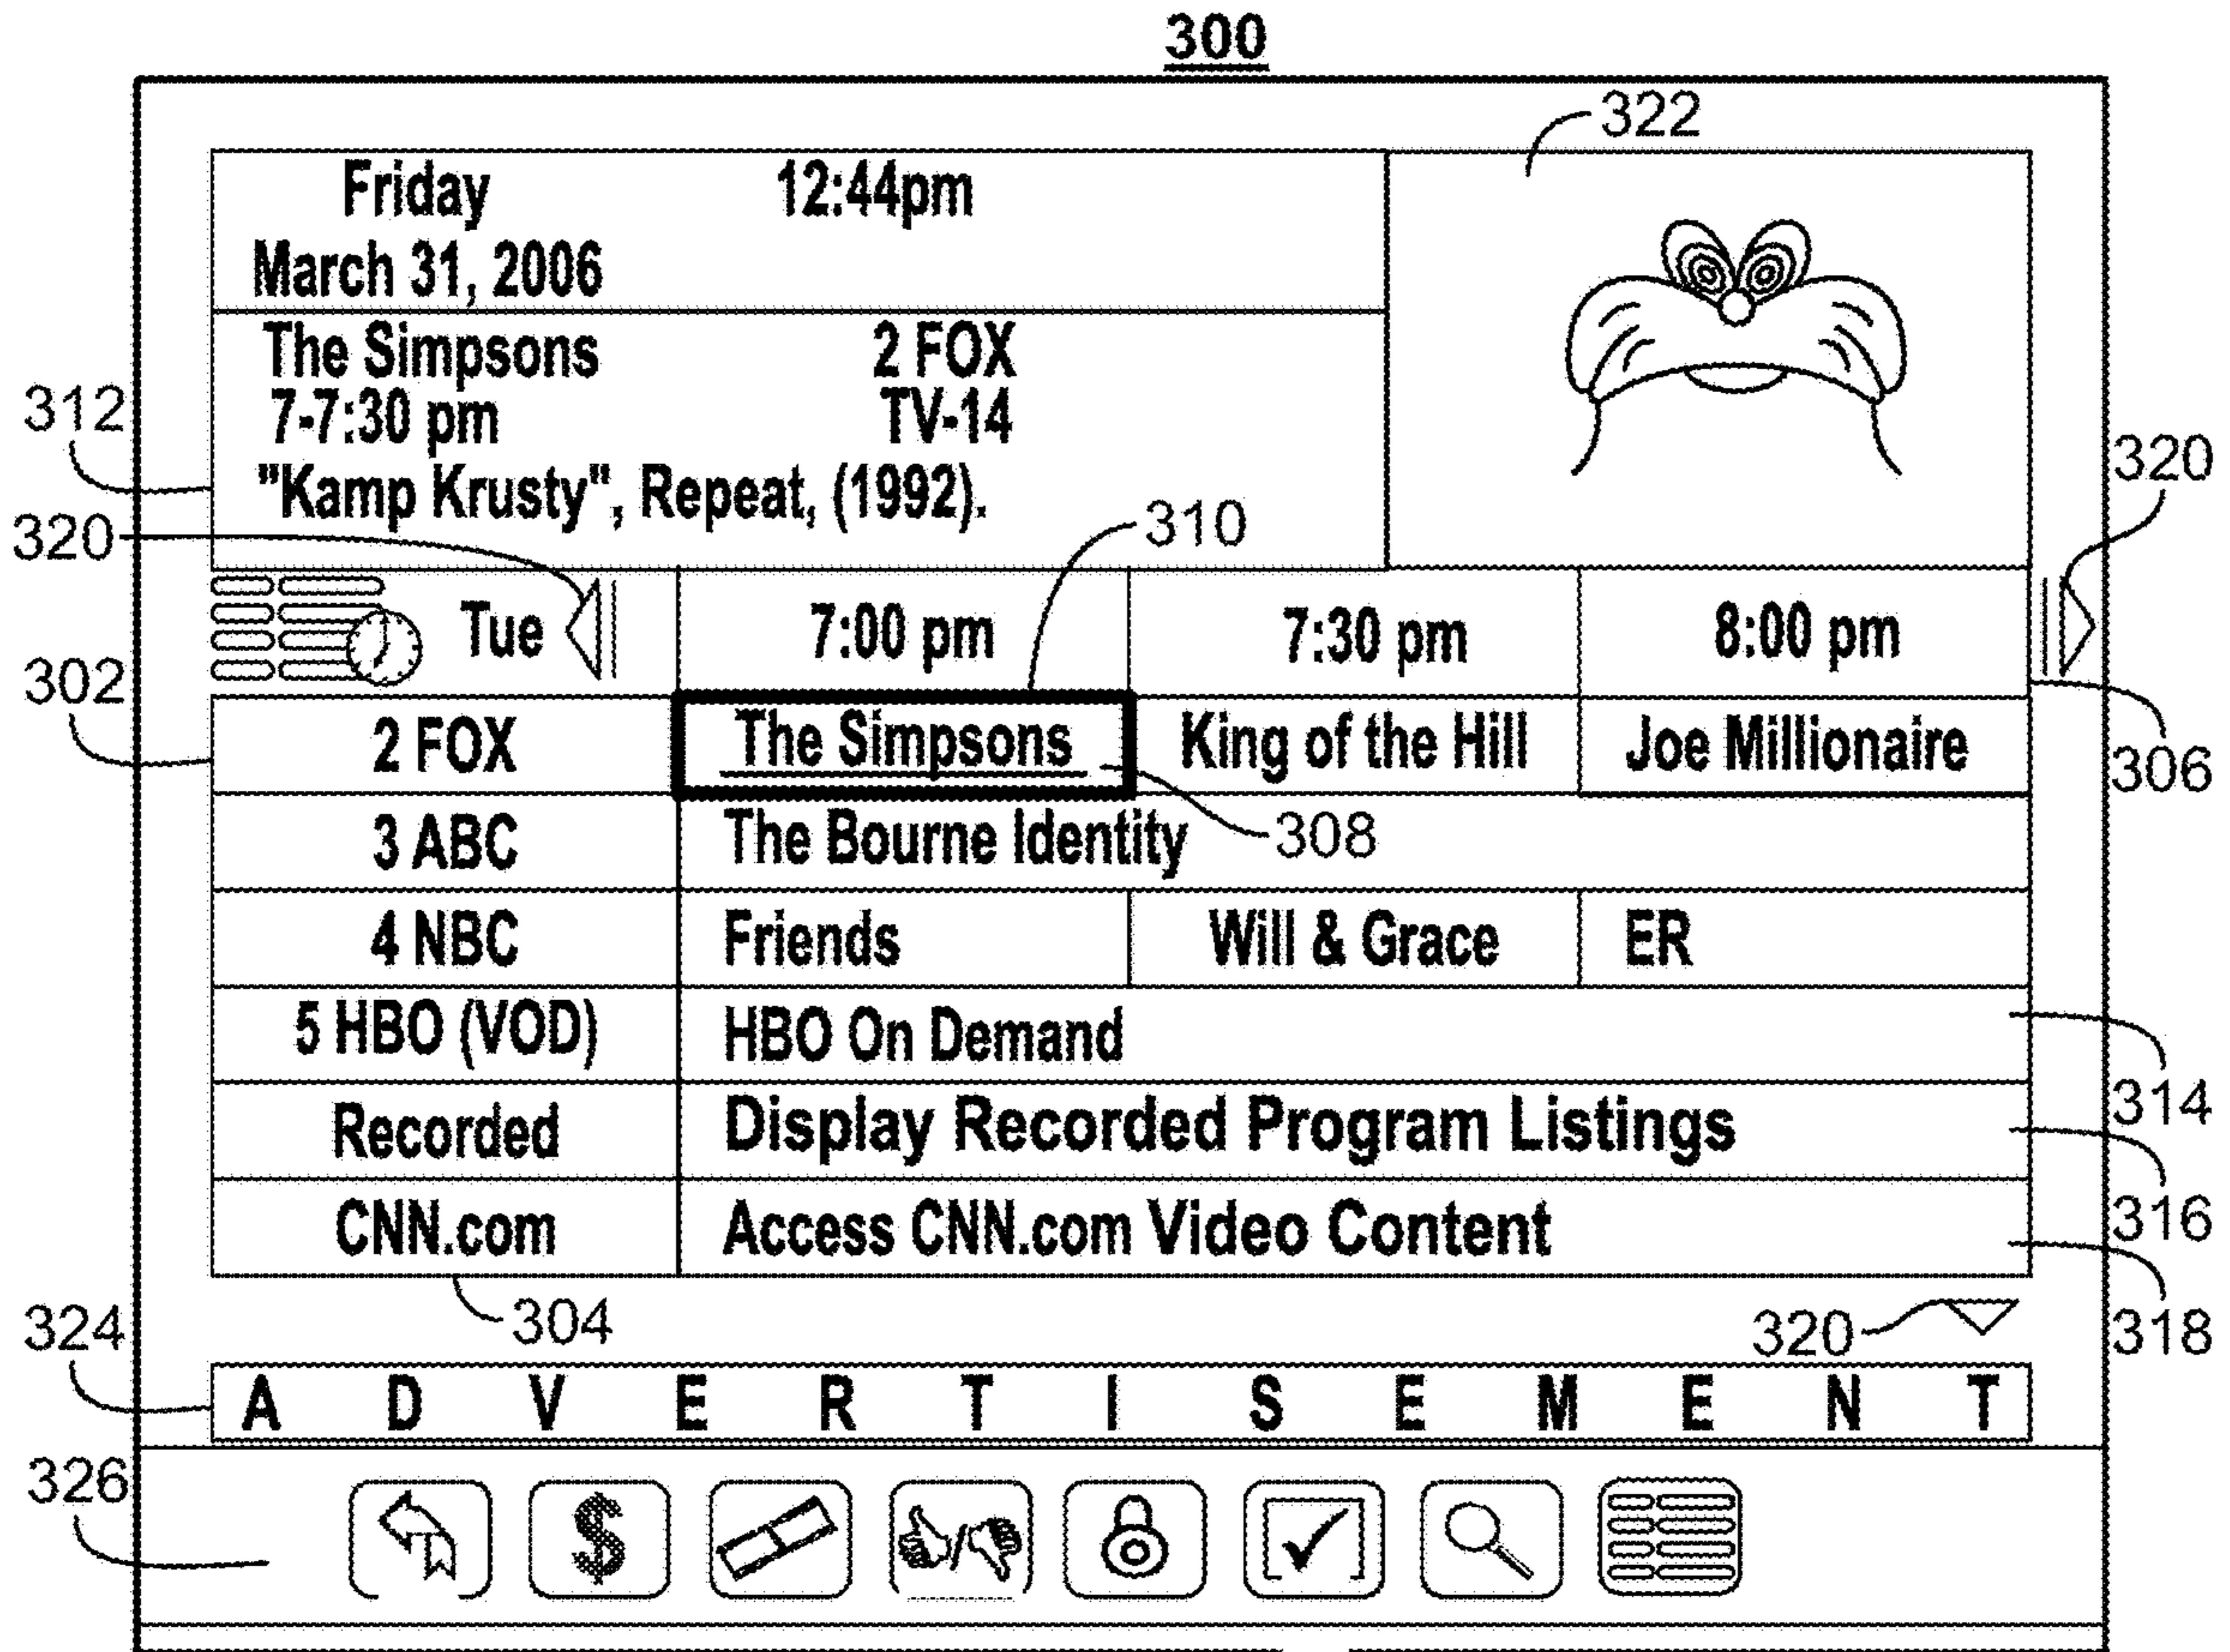 300
322
Friday 12:44pm
March 31, 2006
The Simpsons 2 FOX
312
7-7:30 pm TV-14
320
"Kamp Krusty", Repeat, (1992).
310
320
Tue 7:00 pm 7:30 pm 8:00 pm
302
2 FOX The Simpsons King of the Hill Joe Millionaire
306
3 ABC The Bourne Identity 308
4 NBC Friends Will & Grace ER
5 HBO (VOD) HBO On Demand
314
Recorded Display Recorded Program Listings
316
CNN.com Access CNN.com Video Content
324 304 320 318
A D V E R T I S E M E N T
326
$ /